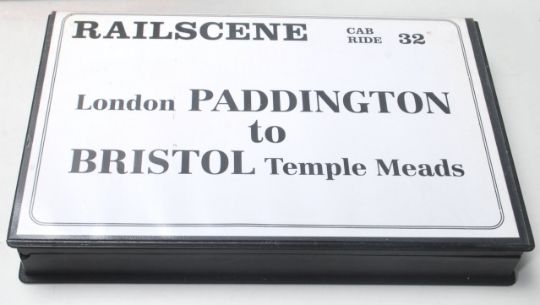 RAILSCENE CAB RIDE 32
London PADDINGTON
to
BRISTOL Temple Meads